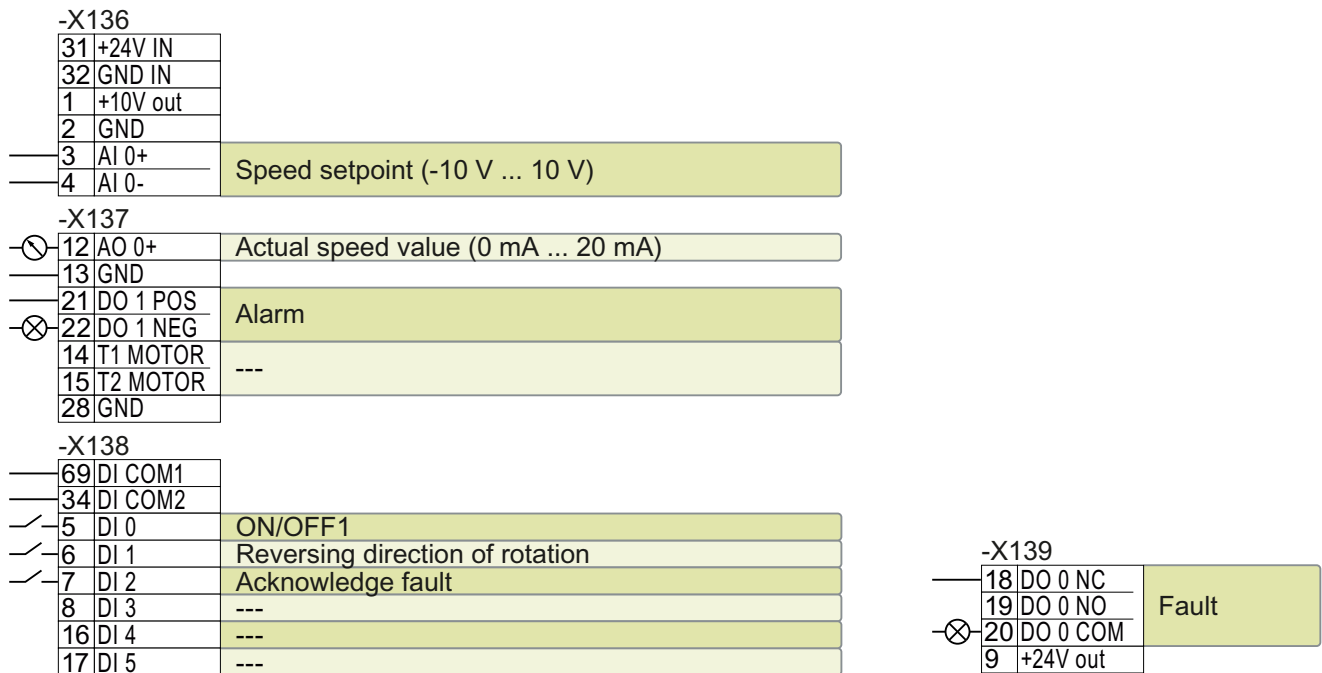 -X136
31 +24V IN
32 GND IN
1 +10V out
2 GND
3 AI 0+
Speed setpoint (-10 V ... 10 V)
4 AI 0-
-X137
12 AO 0+ Actual speed value (0 mA ... 20 mA)
13 GND
21 DO 1 POS
Alarm
22 DO 1 NEG
14 T1 MOTOR
---
15 T2 MOTOR
28 GND
-X138
69 DI COM1
34 DI COM2
5 DI 0 ON/OFF1
6 DI 1 Reversing direction of rotation
7 DI 2 Acknowledge fault
8 DI 3 ---
16 DI 4 ---
17 DI 5 ---
-X139
18 DO 0 NC
19 DO 0 NO Fault
20 DO 0 COM
9 +24V out